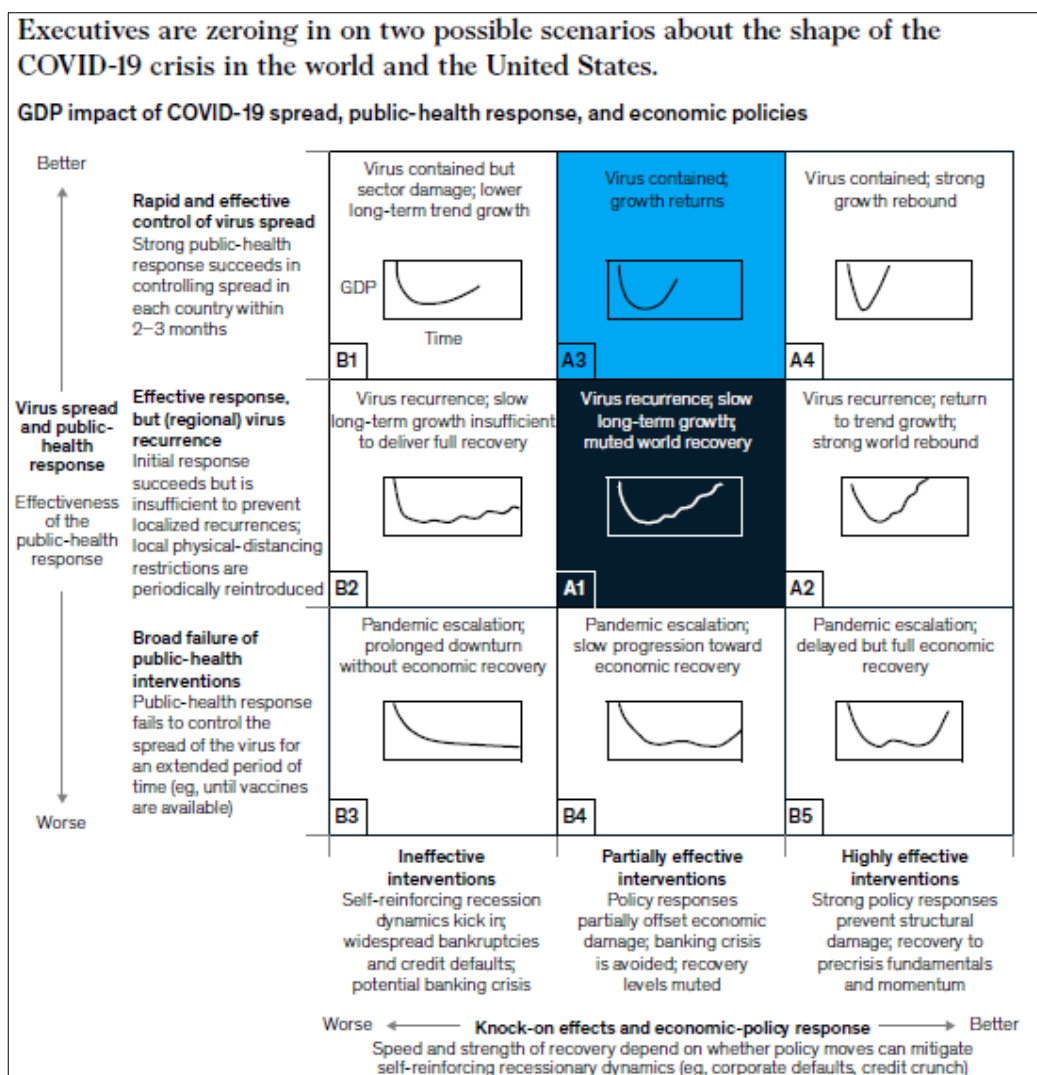 Executives are zeroing in on two possible scenarios about the shape of the
COVID-19 crisis in the world and the United States.
GDP impact of COVID-19 spread, public-health response, and economic policies
Better
Virus spread
and public-
health
response
Effectiveness
of the
public-health
response
Worse
Rapid and effective
control of virus spread
Strong public-health
response succeeds in
controlling spread in
each country within
2–3 months
Virus contained but
sector damage; lower
long-term trend growth
GDP
Time
B1
Virus contained;
growth returns
A3
Virus contained; strong
growth rebound
A4
Effective response,
but (regional) virus
recurrence
Initial response
succeeds but is
insufficient to prevent
localized recurrences;
local physical-distancing
restrictions are
periodically reintroduced
Virus recurrence; slow
long-term growth insufficient
to deliver full recovery
B2
Virus recurrence; slow
long-term growth;
muted world recovery
A1
Virus recurrence; return
to trend growth;
strong world rebound
A2
Broad failure of
public-health
interventions
Public-health response
fails to control the
spread of the virus for
an extended period of
time (eg, until vaccines
are available)
Pandemic escalation;
prolonged downturn
without economic recovery
B3
Pandemic escalation;
slow progression toward
economic recovery
B4
Pandemic escalation;
delayed but full economic
recovery
B5
Ineffective
interventions
Self-reinforcing recession
dynamics kick in;
widespread bankruptcies
and credit defaults;
potential banking crisis
Partially effective
interventions
Policy responses
partially offset economic
damage; banking crisis
is avoided; recovery
levels muted
Highly effective
interventions
Strong policy responses
prevent structural
damage; recovery to
precrisis fundamentals
and momentum
Worse
Knock-on effects and economic-policy response
Better
Speed and strength of recovery depend on whether policy moves can mitigate
self-reinforcing recessionary dynamics (eg, corporate defaults, credit crunch)